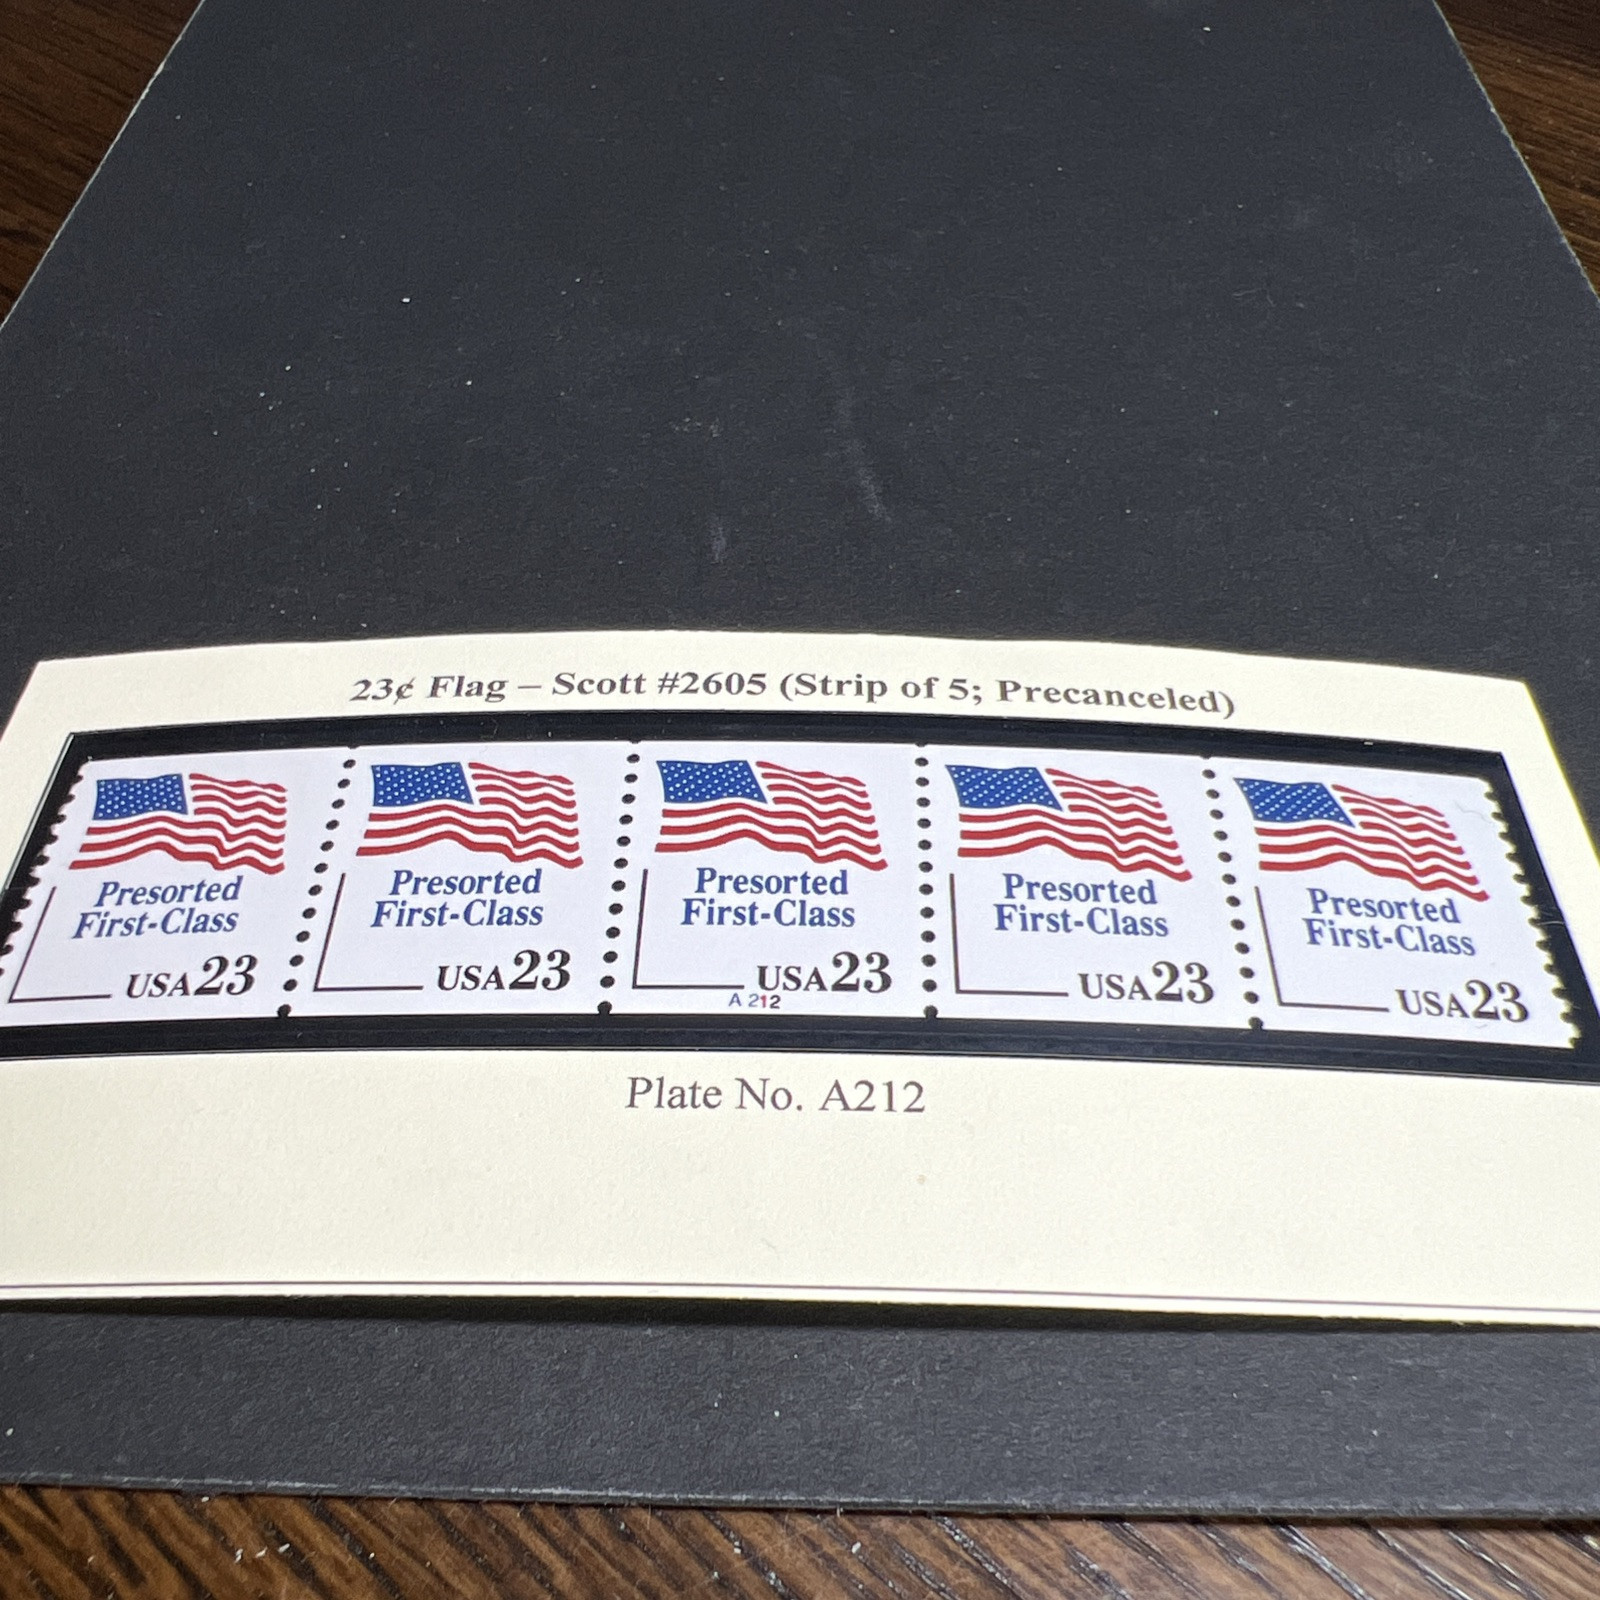 23¢ Flag – Scott #2605 (Strip of 5; Precanceled)
Presorted
First-Class
USA23
Presorted
First-Class
USA23
Presorted
First-Class
USA23
A 212
Presorted
First-Class
USA23
Presorted
First-Class
USA23
Plate No. A212